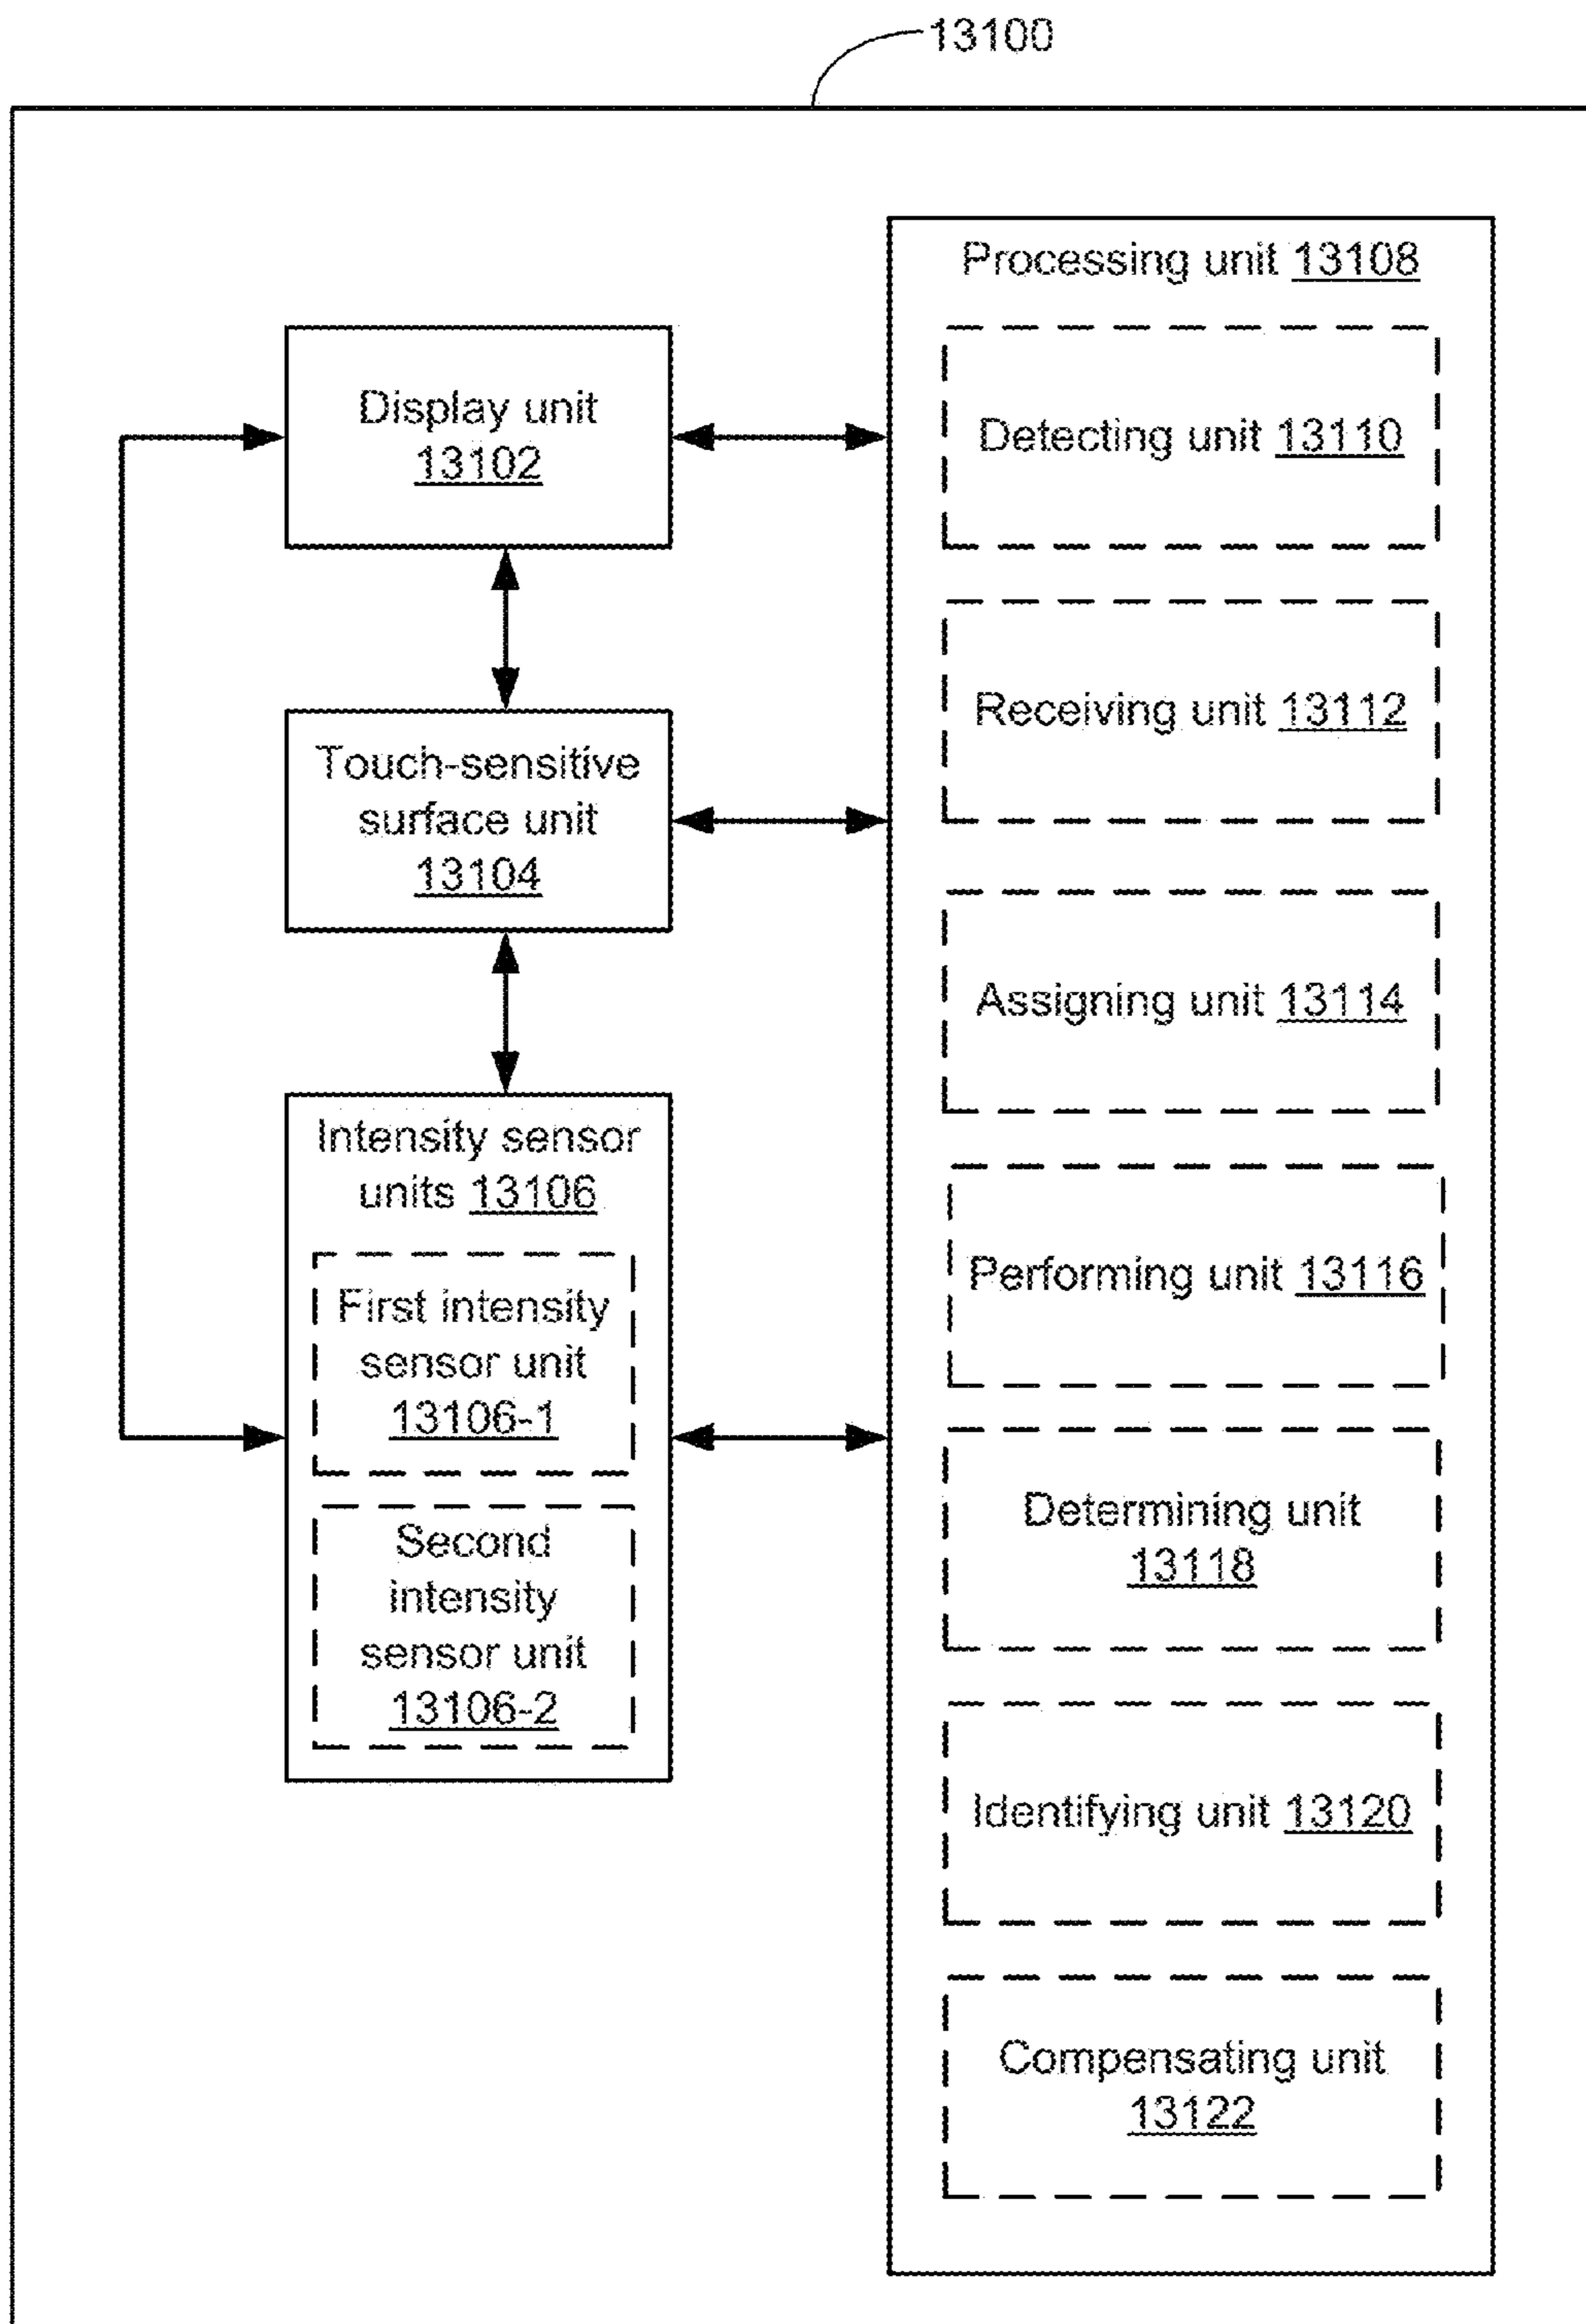 13100
Display unit
13102
Touch-sensitive
surface unit
13104
Intensity sensor
units 13106
First intensity
sensor unit
13106-1
Second
intensity
sensor unit
13106-2
Processing unit 13108
Detecting unit 13110
Receiving unit 13112
Assigning unit 13114
Performing unit 13116
Determining unit
13118
Identifying unit 13120
Compensating unit
13122